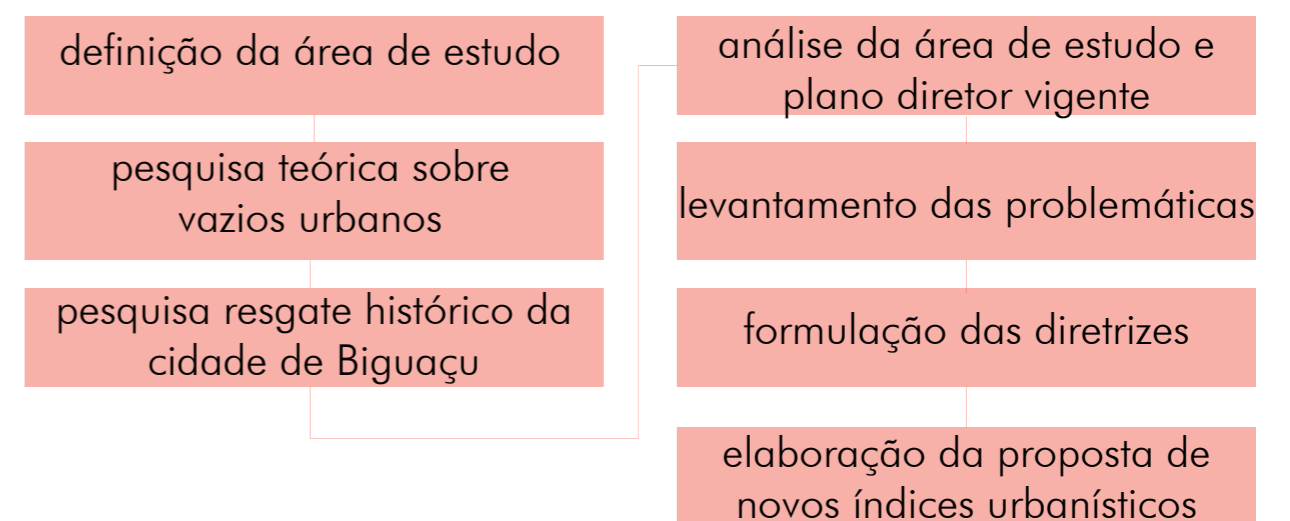 definição da área de estudo
pesquisa teórica sobre
vazios urbanos
pesquisa resgate histórico da
cidade de Biguaçu
análise da área de estudo e
plano diretor vigente
levantamento das problemáticas
formulação das diretrizes
elaboração da proposta de
novos índices urbanísticos